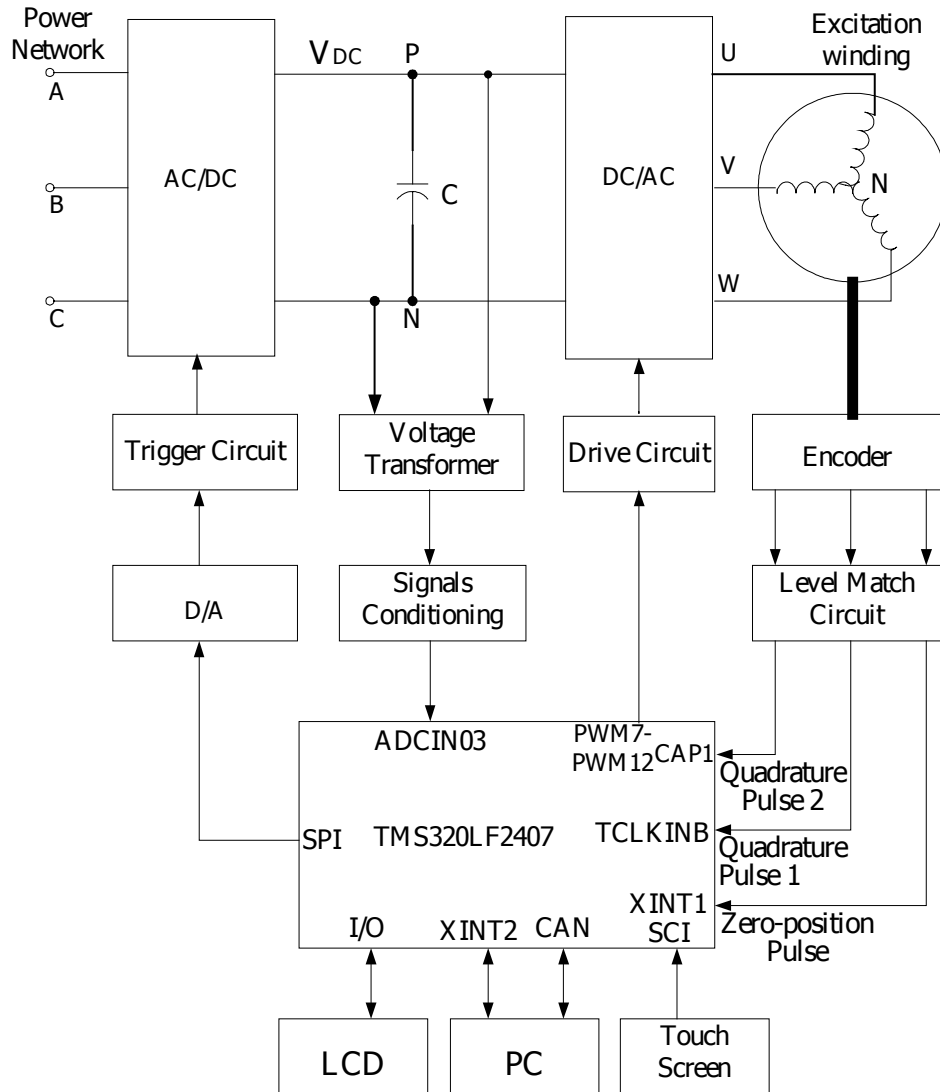 Power
Network
A
B
C
AC/DC
VDC
P
C
N
DC/AC
U
V
W
Excitation
winding
N
Trigger Circuit
Voltage
Transformer
Drive Circuit
Encoder
D/A
Signals
Conditioning
Level Match
Circuit
ADCIN03
PWM7-
PWM12
CAP1
Quadrature
Pulse 2
SPI
TMS320LF2407
TCLKINB
Quadrature
Pulse 1
XINT1
Zero-position
Pulse
I/O
XINT2
CAN
SCI
LCD
PC
Touch
Screen